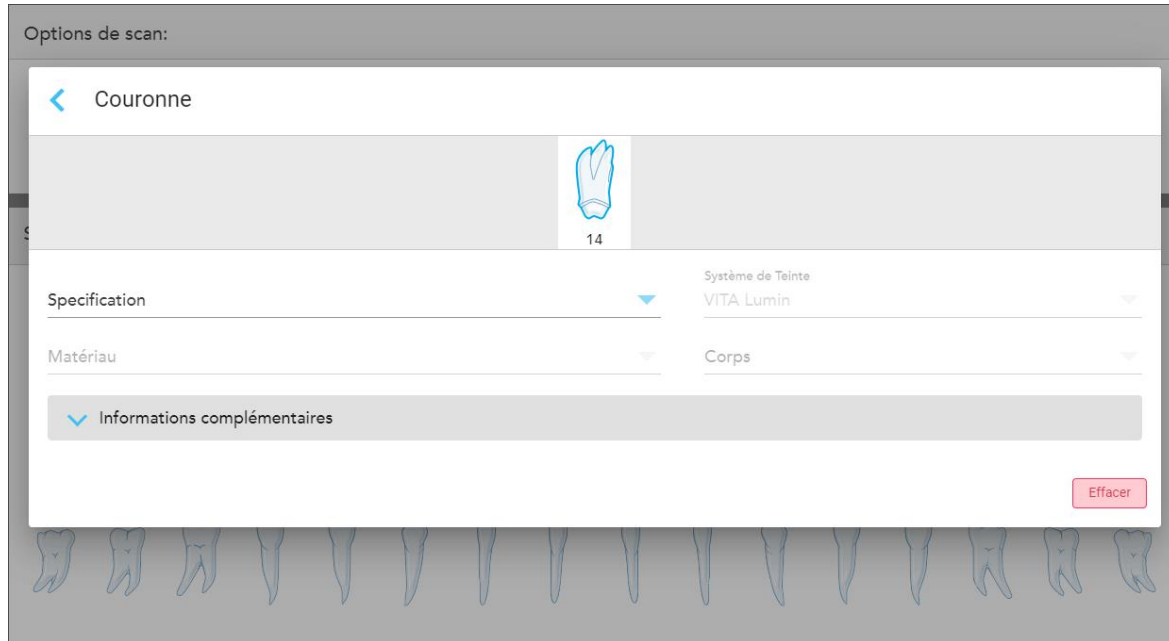 Options de scan:
Couronne
14
Système de Teinte
Specification
VITA Lumin
Matériau
Corps
Informations complémentaires
Effacer